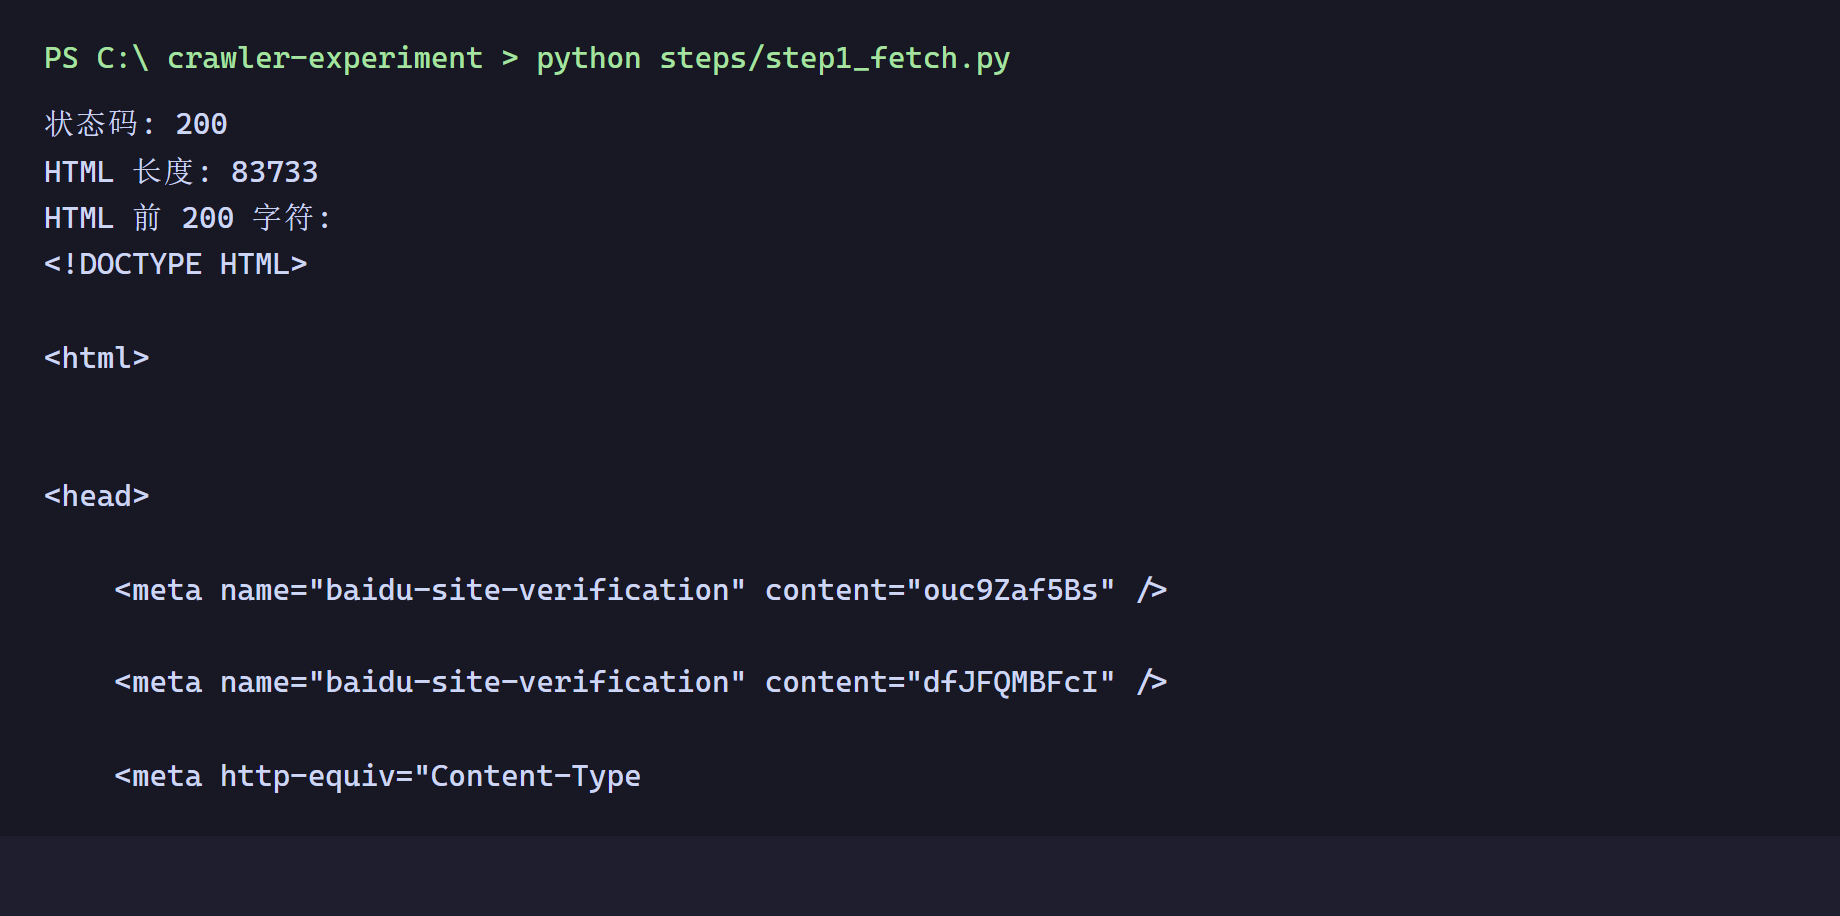 PS C:\ crawler-experiment > python steps/step1_fetch.py
状态码: 200
HTML 长度: 83733
HTML 前 200 字符:
<!DOCTYPE HTML>
<html>
<head>
<meta name="baidu-site-verification" content="ouc9Zaf5Bs" />
<meta name="baidu-site-verification" content="dfJFQMBFcI" />
<meta http-equiv="Content-Type